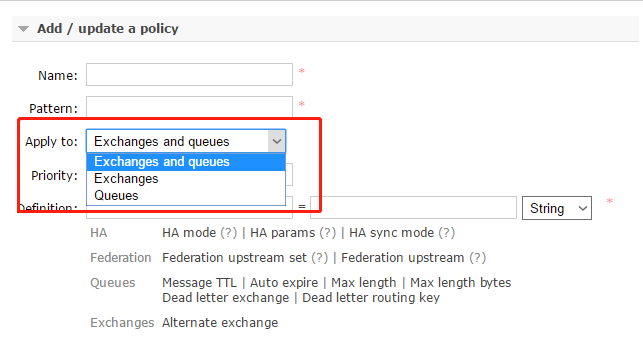 Add / update a policy
Name: *
Pattern: *
Apply to: Exchanges and queues
Exchanges and queues
Priority: Exchanges
Queues
Definition: = String *
HA HA mode (?) | HA params (?) | HA sync mode (?)
Federation Federation upstream set (?) | Federation upstream (?)
Queues Message TTL | Auto expire | Max length | Max length bytes
Dead letter exchange | Dead letter routing key
Exchanges Alternate exchange